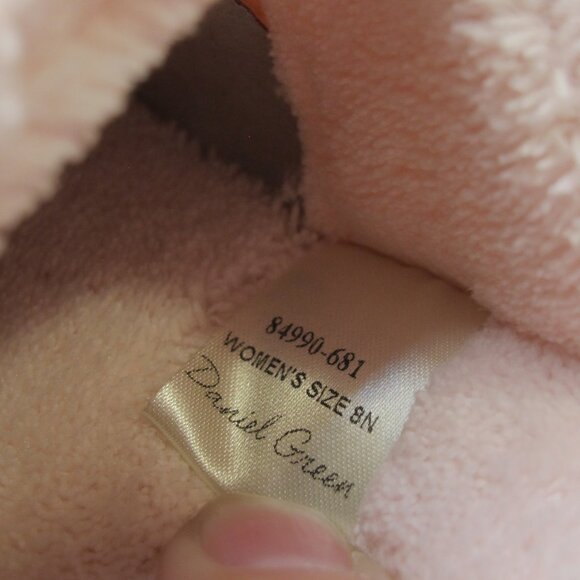 84990-681
WOMEN'S SIZE 8N
Daniel Green